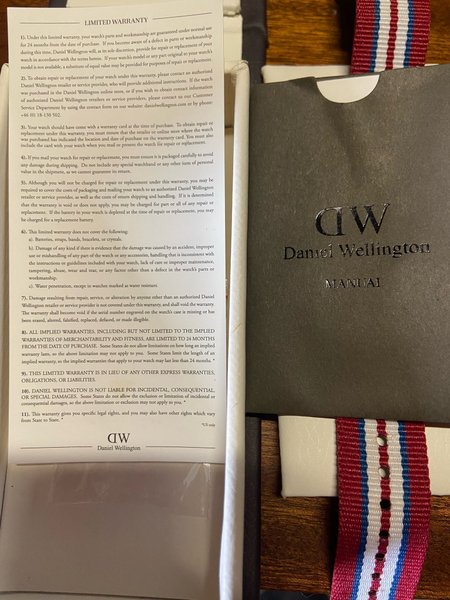 LIMITED WARRANTY
1). Under this limited warranty, your watch's parts and workmanship are guaranteed under normal use
for 24 months from the date of purchase. If you become aware of a defect in parts or workmanship
during this time, Daniel Wellington will, as its sole discretion, provide for repair or replacement of your
watch in accordance with the terms herein. If your watch's model or any part original to your watch's
model is not available, a substitute of equal value may be provided for purposes of repair or replacement.
2). To obtain repair or replacement of your watch under this warranty, please contact an authorized
Daniel Wellington retailer or service provider, who will provide additional instructions. If the watch
was purchased in the Daniel Wellington online store, or if you wish to obtain contact information
of authorized Daniel Wellington retailers or service providers, please contact us our Customer
Service Department by using the contact form on our website: danielwellington.com or by phone:
+46 (0) 18-130 502.
3). Your watch should have come with a warranty card at the time of purchase. To obtain repair or
replacement under this warranty, you must ensure that the retailer or online store where the watch
was purchased has indicated the location and date of purchase on the warranty card. You must also
include the card with your watch when you mail or present the watch for repair or replacement.
4). If you mail your watch for repair or replacement, you must ensure it is packaged carefully to avoid
any damage during shipping. Do not include any special watchband or any other item of personal
value in the shipment, as we cannot guarantee its return.
5). Although you will not be charged for repair or replacement under this warranty, you may be
required to cover the costs of packaging and mailing your watch to an authorized Daniel Wellington
retailer or service provider, as well as the costs of return shipping and handling. If it is determined
that the warranty is void or does not apply, you may be charged for part or all of any repair or
replacement. If the battery in your watch is depleted at the time of repair or replacement, you may
be charged for a replacement battery.
6). This limited warranty does not cover the following:
a). Batteries, straps, bands, bracelets, or crystals.
b). Damage of any kind if there is evidence that the damage was caused by an accident, improper
use or mishandling of any part of the watch or any accessory, handling that is inconsistent with
the instructions or guidelines included with your watch, lack of care or improper maintenance,
tampering, abuse, wear and tear, or any factor other than a defect in the watch's parts or
workmanship.
c). Water penetration, except in watches marked as water resistant.
7). Damage resulting from repair, service, or alteration by anyone other than an authorized Daniel
Wellington retailer or service provider is not covered under this warranty, and shall void the warranty.
The warranty shall become void if the serial number engraved on the watch's case is missing or has
been erased, altered, falsified, replaced, defaced, or made illegible.
8). ALL IMPLIED WARRANTIES, INCLUDING BUT NOT LIMITED TO THE IMPLIED
WARRANTIES OF MERCHANTABILITY AND FITNESS, ARE LIMITED TO 24 MONTHS
FROM THE DATE OF PURCHASE. Some States do not allow limitations on how long an implied
warranty lasts, so the above limitation may not apply to you. Some States limit the length of an
implied warranty, so the implied warranties that apply to your watch may last less than 24 months. *
9). THIS LIMITED WARRANTY IS IN LIEU OF ANY OTHER EXPRESS WARRANTIES,
OBLIGATIONS, OR LIABILITIES.
10). DANIEL WELLINGTON IS NOT LIABLE FOR INCIDENTAL, CONSEQUENTIAL,
OR SPECIAL DAMAGES. Some States do not allow the exclusion or limitation of incidental or
consequential damages, so the above limitation or exclusion may not apply to you. *
11). This warranty gives you specific legal rights, and you may also have other rights which vary
from State to State. *
*US only
DW
Daniel Wellington
DW
Daniel Wellington
MANUAL